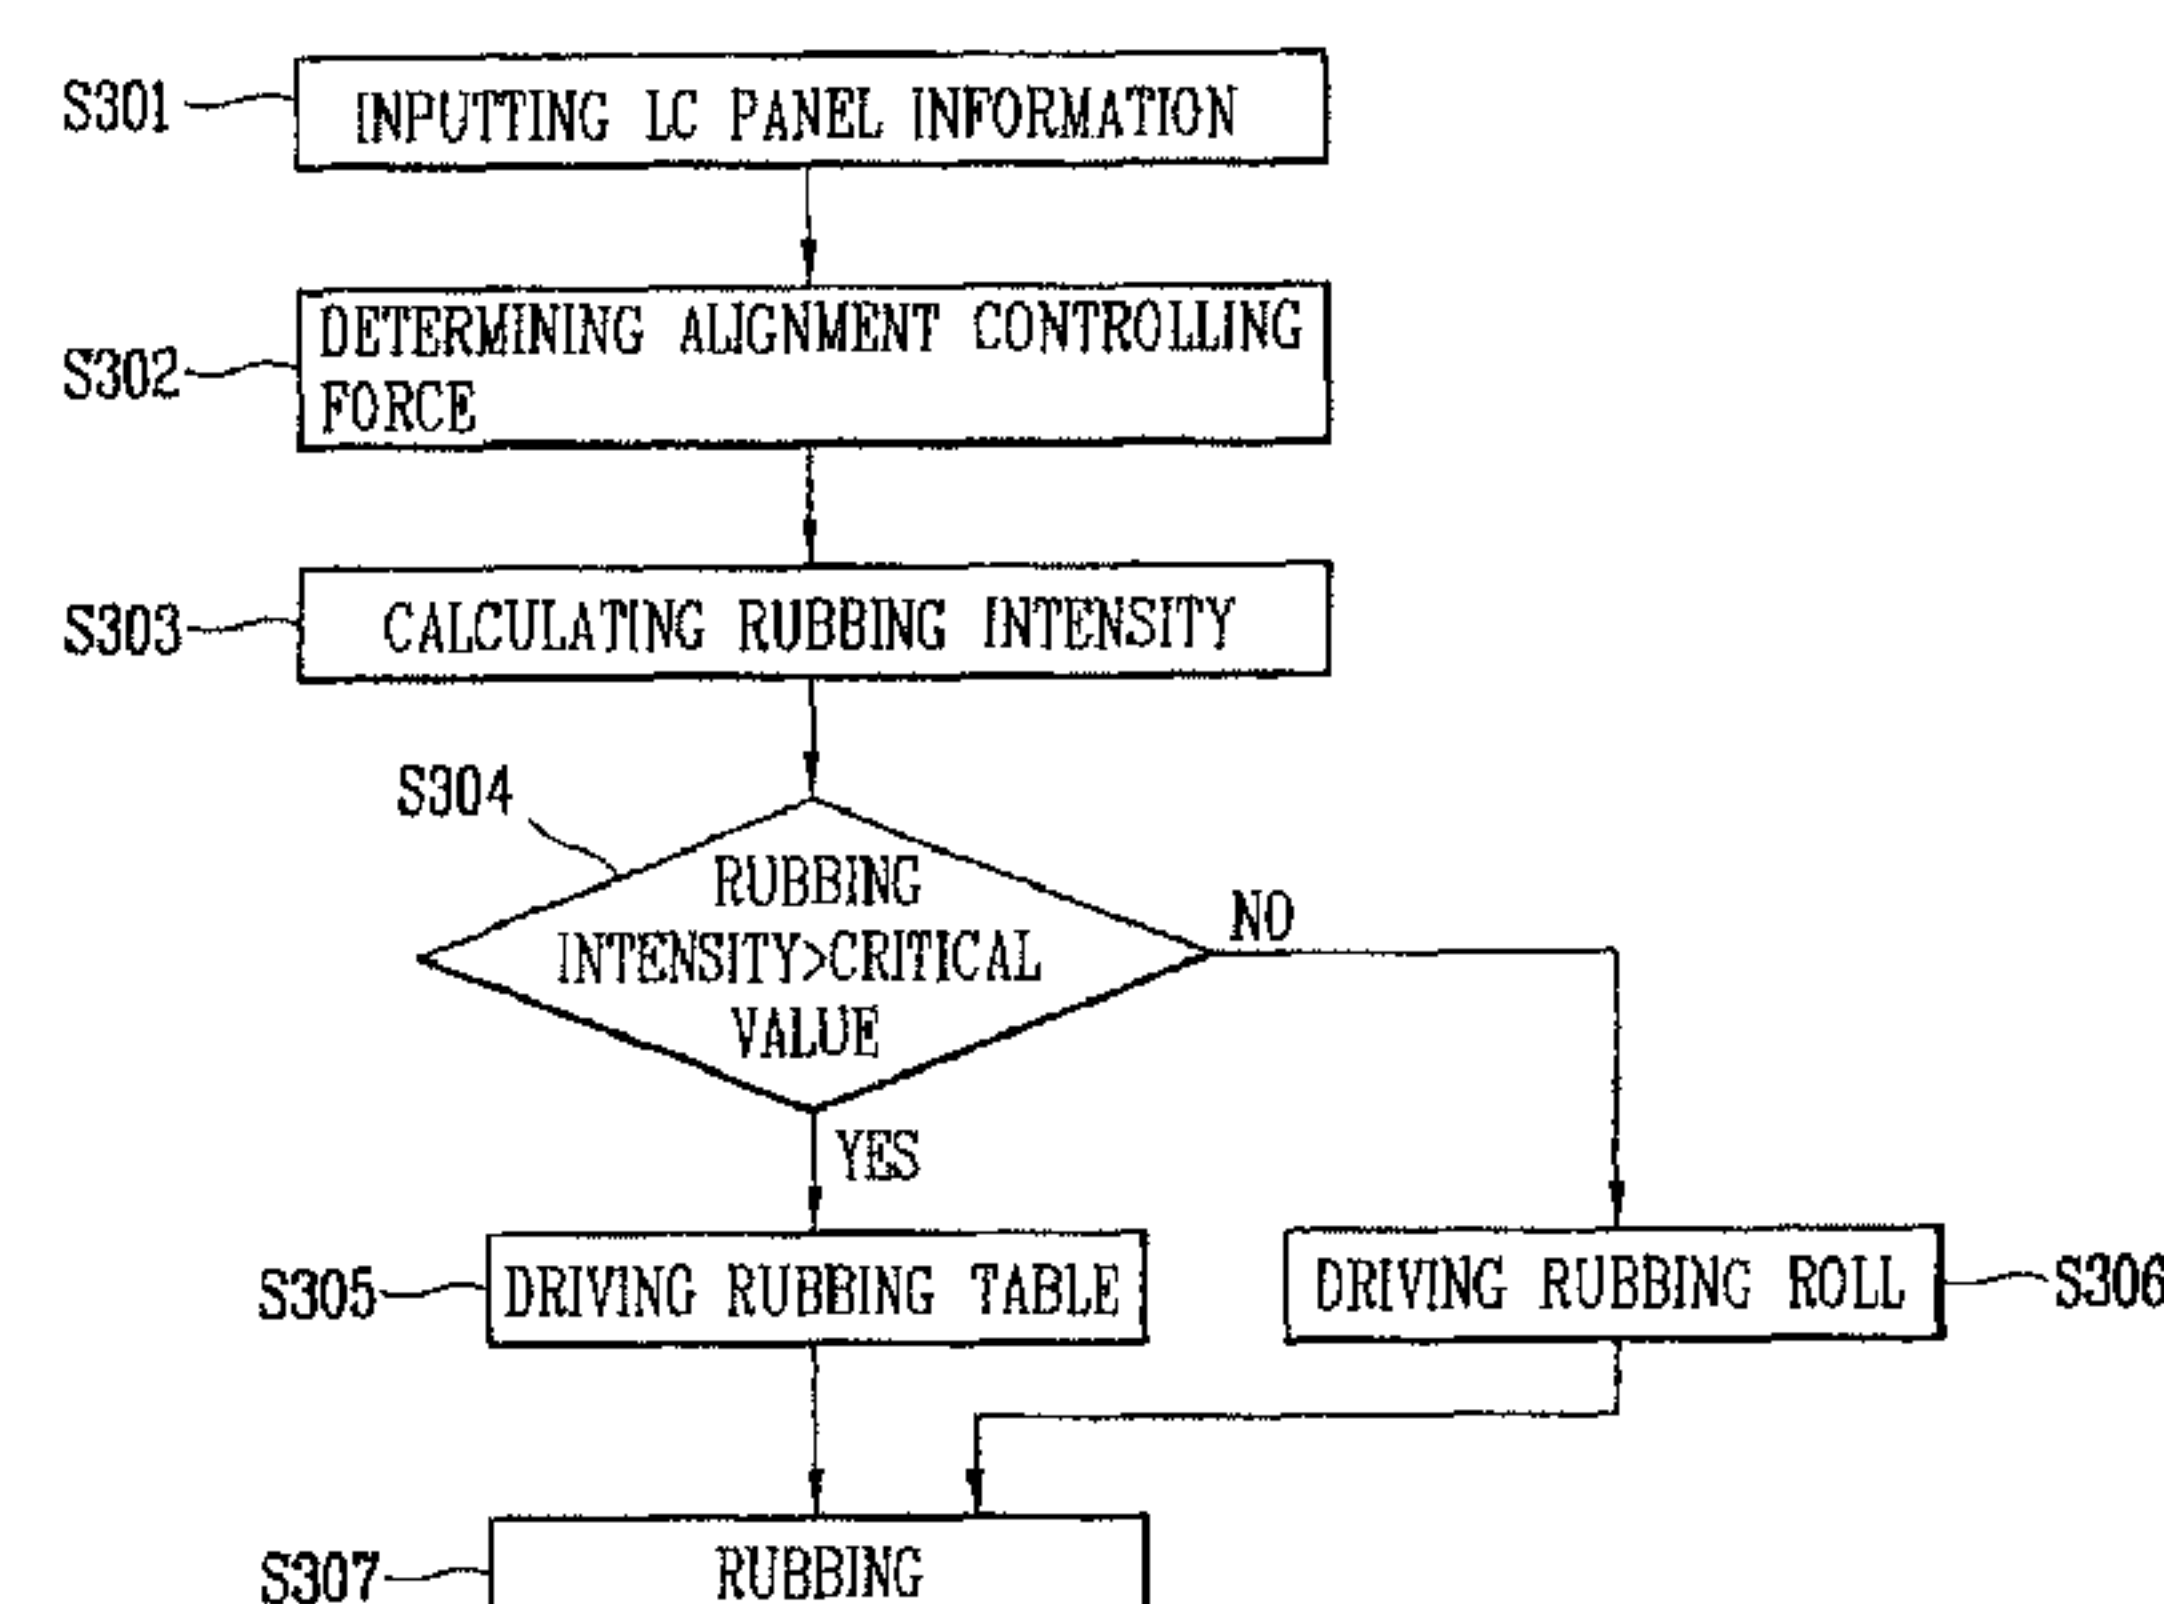 S301
INPUTTING LC PANEL INFORMATION
S302
DETERMINING ALIGNMENT CONTROLLING
FORCE
S303
CALCULATING RUBBING INTENSITY
S304
RUBBING
INTENSITY>CRITICAL
VALUE
NO
YES
S305
DRIVING RUBBING TABLE
DRIVING RUBBING ROLL
S306
S307
RUBBING